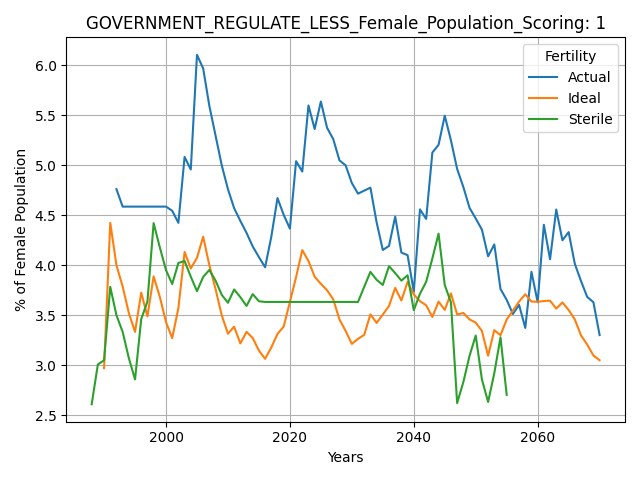 GOVERNMENT_REGULATE_LESS_Female_Population_Scoring: 1
Fertility
Actual
Ideal
Sterile
% of Female Population
6.0
5.5
5.0
4.5
4.0
3.5
3.0
2.5
2000 2020 2040 2060
Years